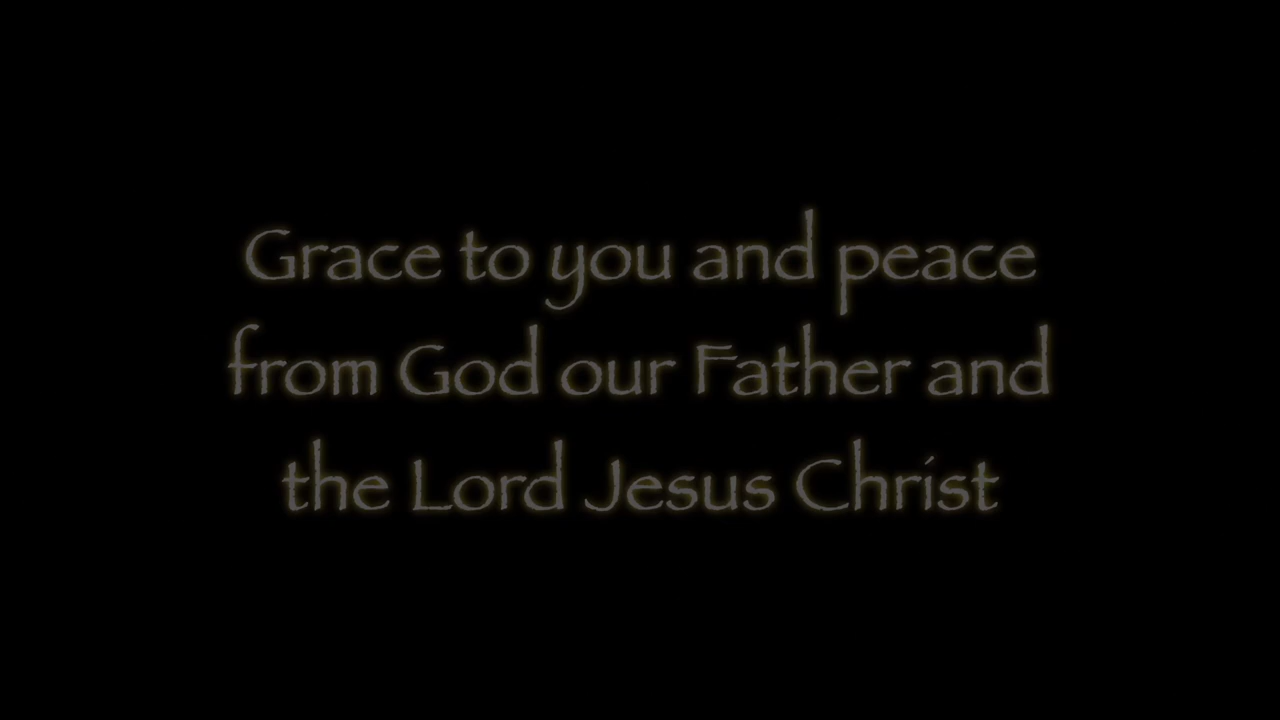 Grace to you and peace
from God our Father and
the Lord Jesus Christ